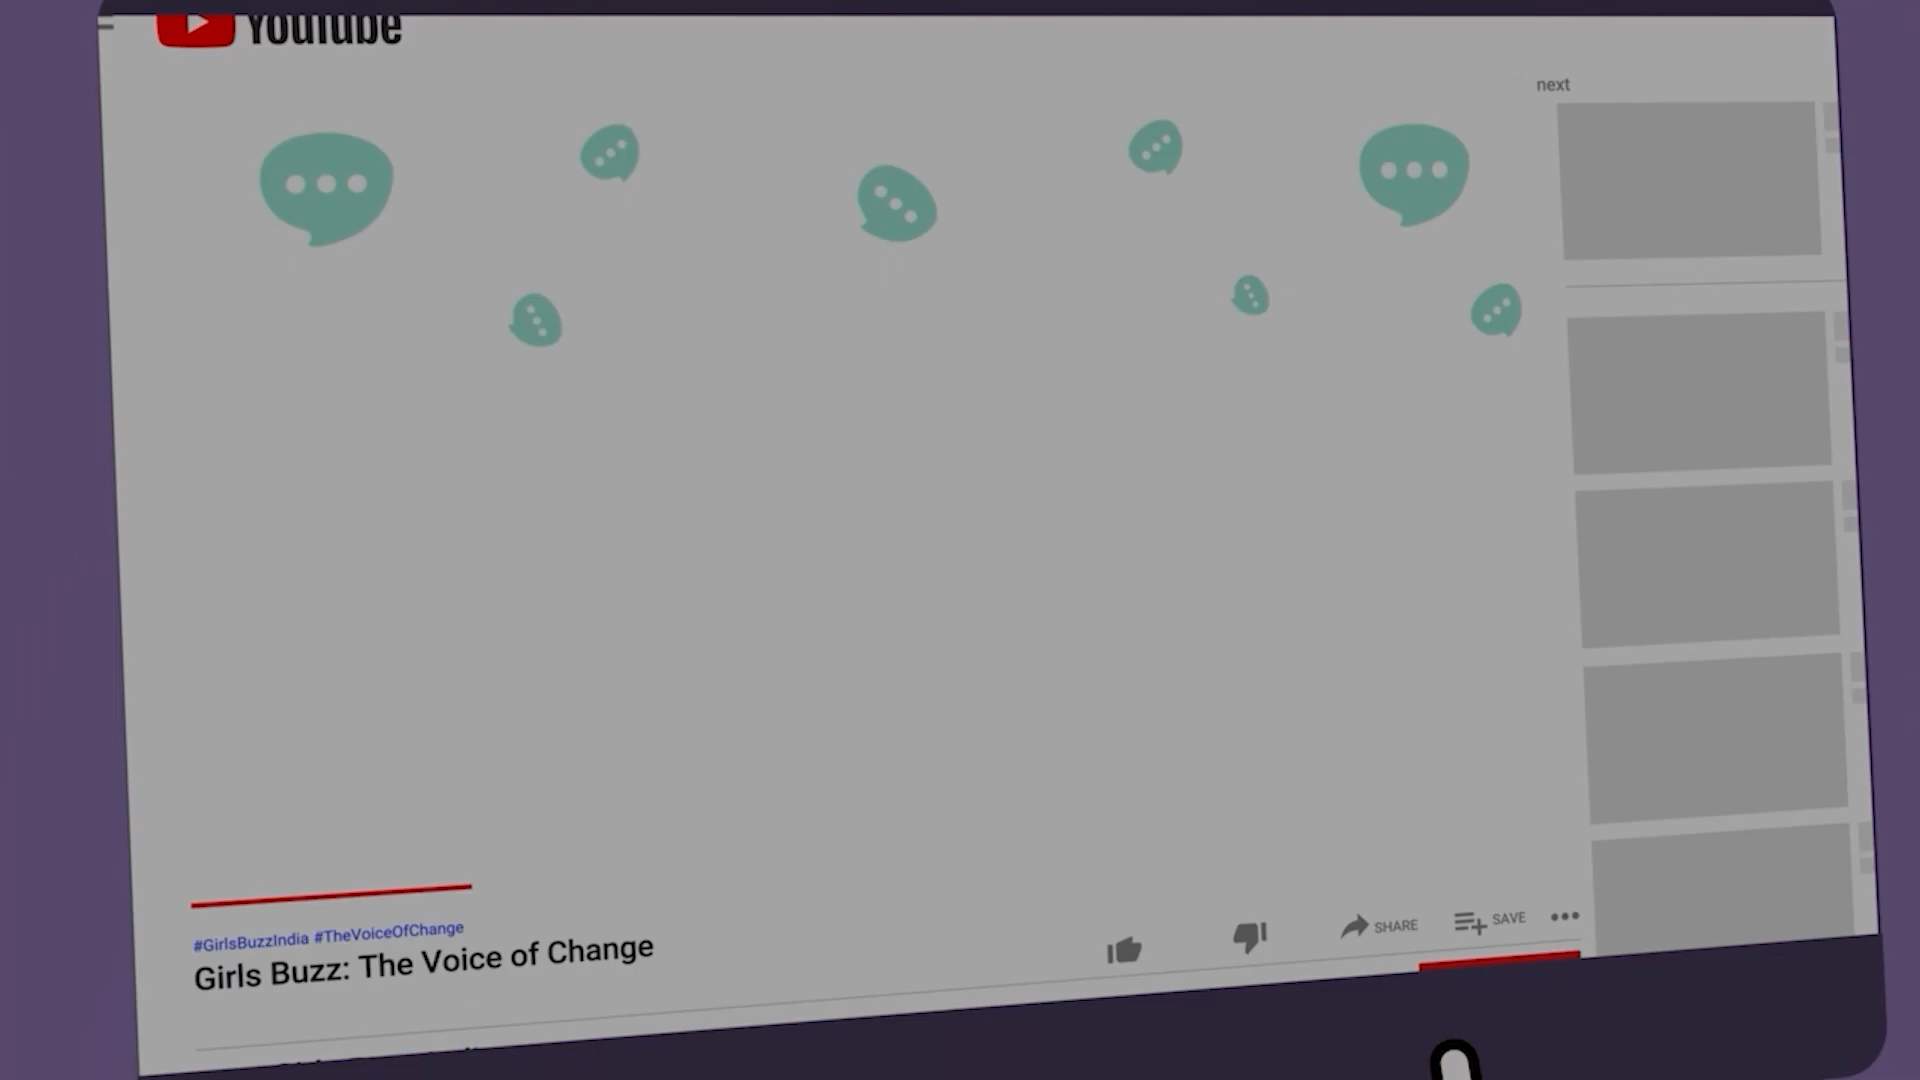 YouTube
next
#GirlsBuzzIndia #TheVoiceOfChange
Girls Buzz: The Voice of Change
SHARE
SAVE